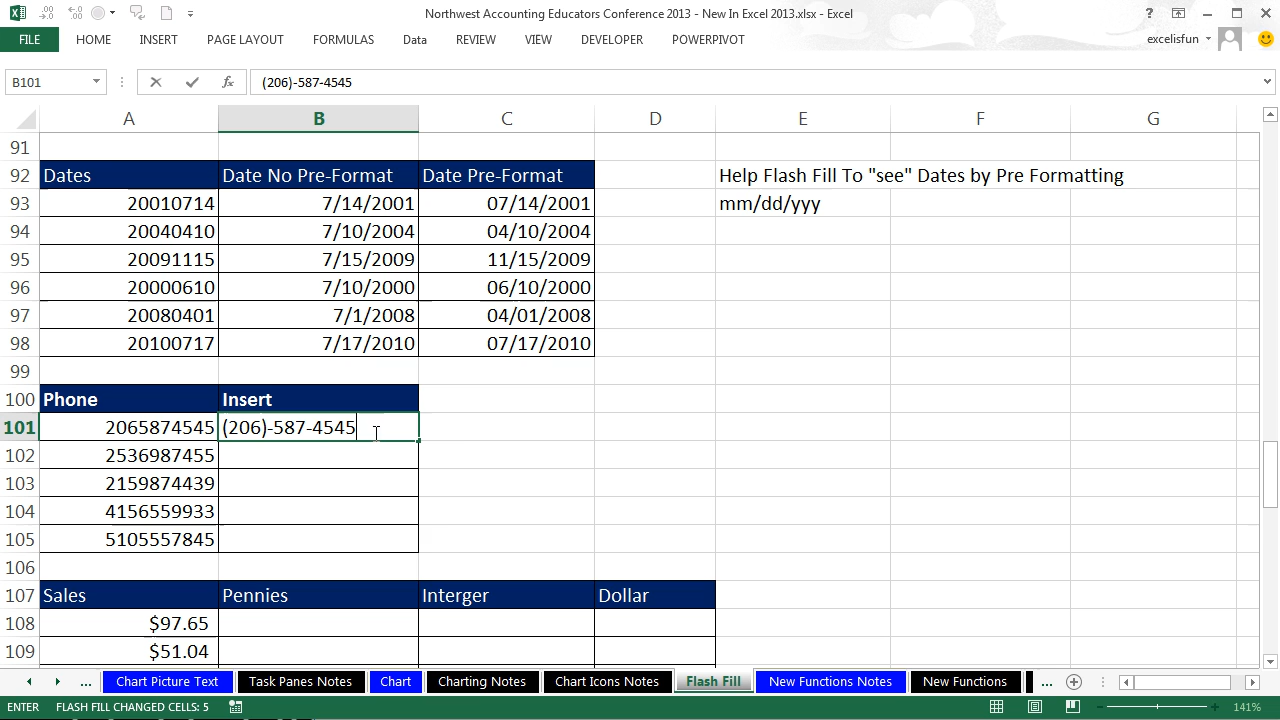 Northwest Accounting Educators Conference 2013 - New In Excel 2013.xlsx - Excel
FILE HOME INSERT PAGE LAYOUT FORMULAS Data REVIEW VIEW DEVELOPER POWERPIVOT excelisfun
B101 fx (206)-587-4545
A B C D E F G
91
92 Dates Date No Pre-Format Date Pre-Format Help Flash Fill To "see" Dates by Pre Formatting
93 20010714 7/14/2001 07/14/2001 mm/dd/yyy
94 20040410 7/10/2004 04/10/2004
95 20091115 7/15/2009 11/15/2009
96 20000610 7/10/2000 06/10/2000
97 20080401 7/1/2008 04/01/2008
98 20100717 7/17/2010 07/17/2010
99
100 Phone Insert
101 2065874545 (206)-587-4545
102 2536987455
103 2159874439
104 4156559933
105 5105557845
106
107 Sales Pennies Interger Dollar
108 $97.65
109 $51.04
... Chart Picture Text Task Panes Notes Chart Charting Notes Chart Icons Notes Flash Fill New Functions Notes New Functions ...
ENTER FLASH FILL CHANGED CELLS: 5 141%